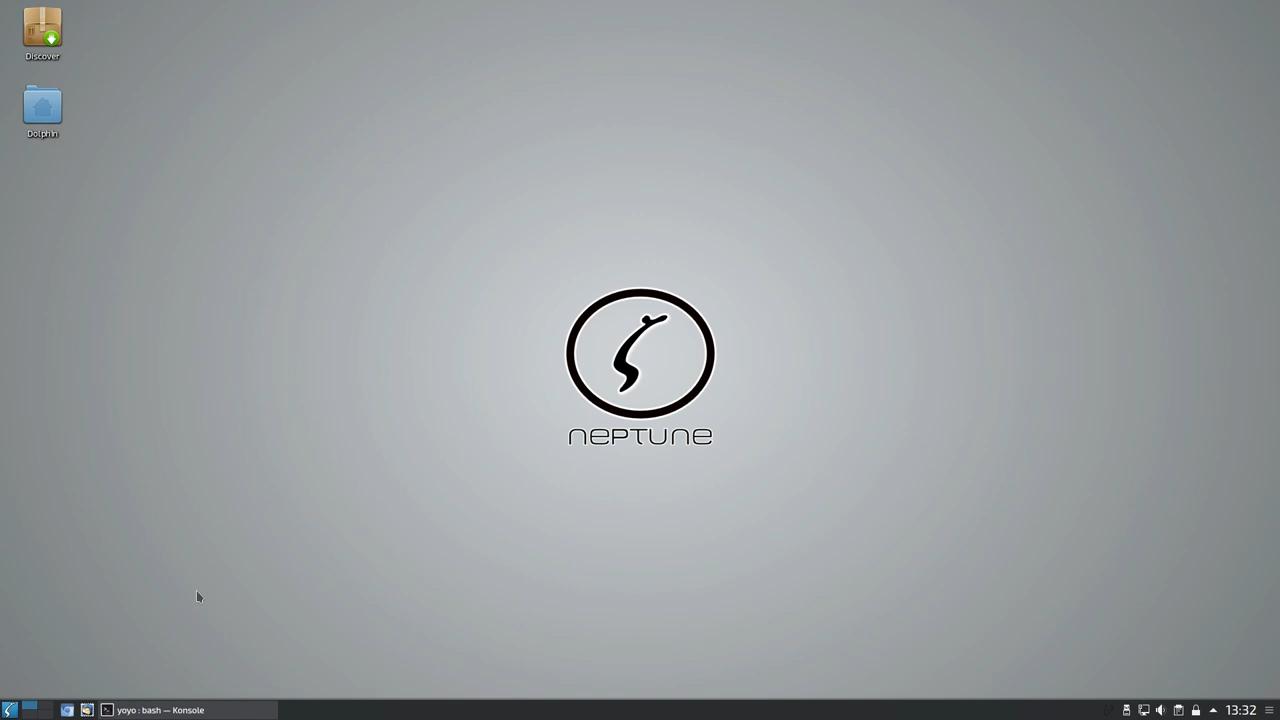 Discover
Dolphin
NEPTUNE
yoyo : bash — Konsole
13:32